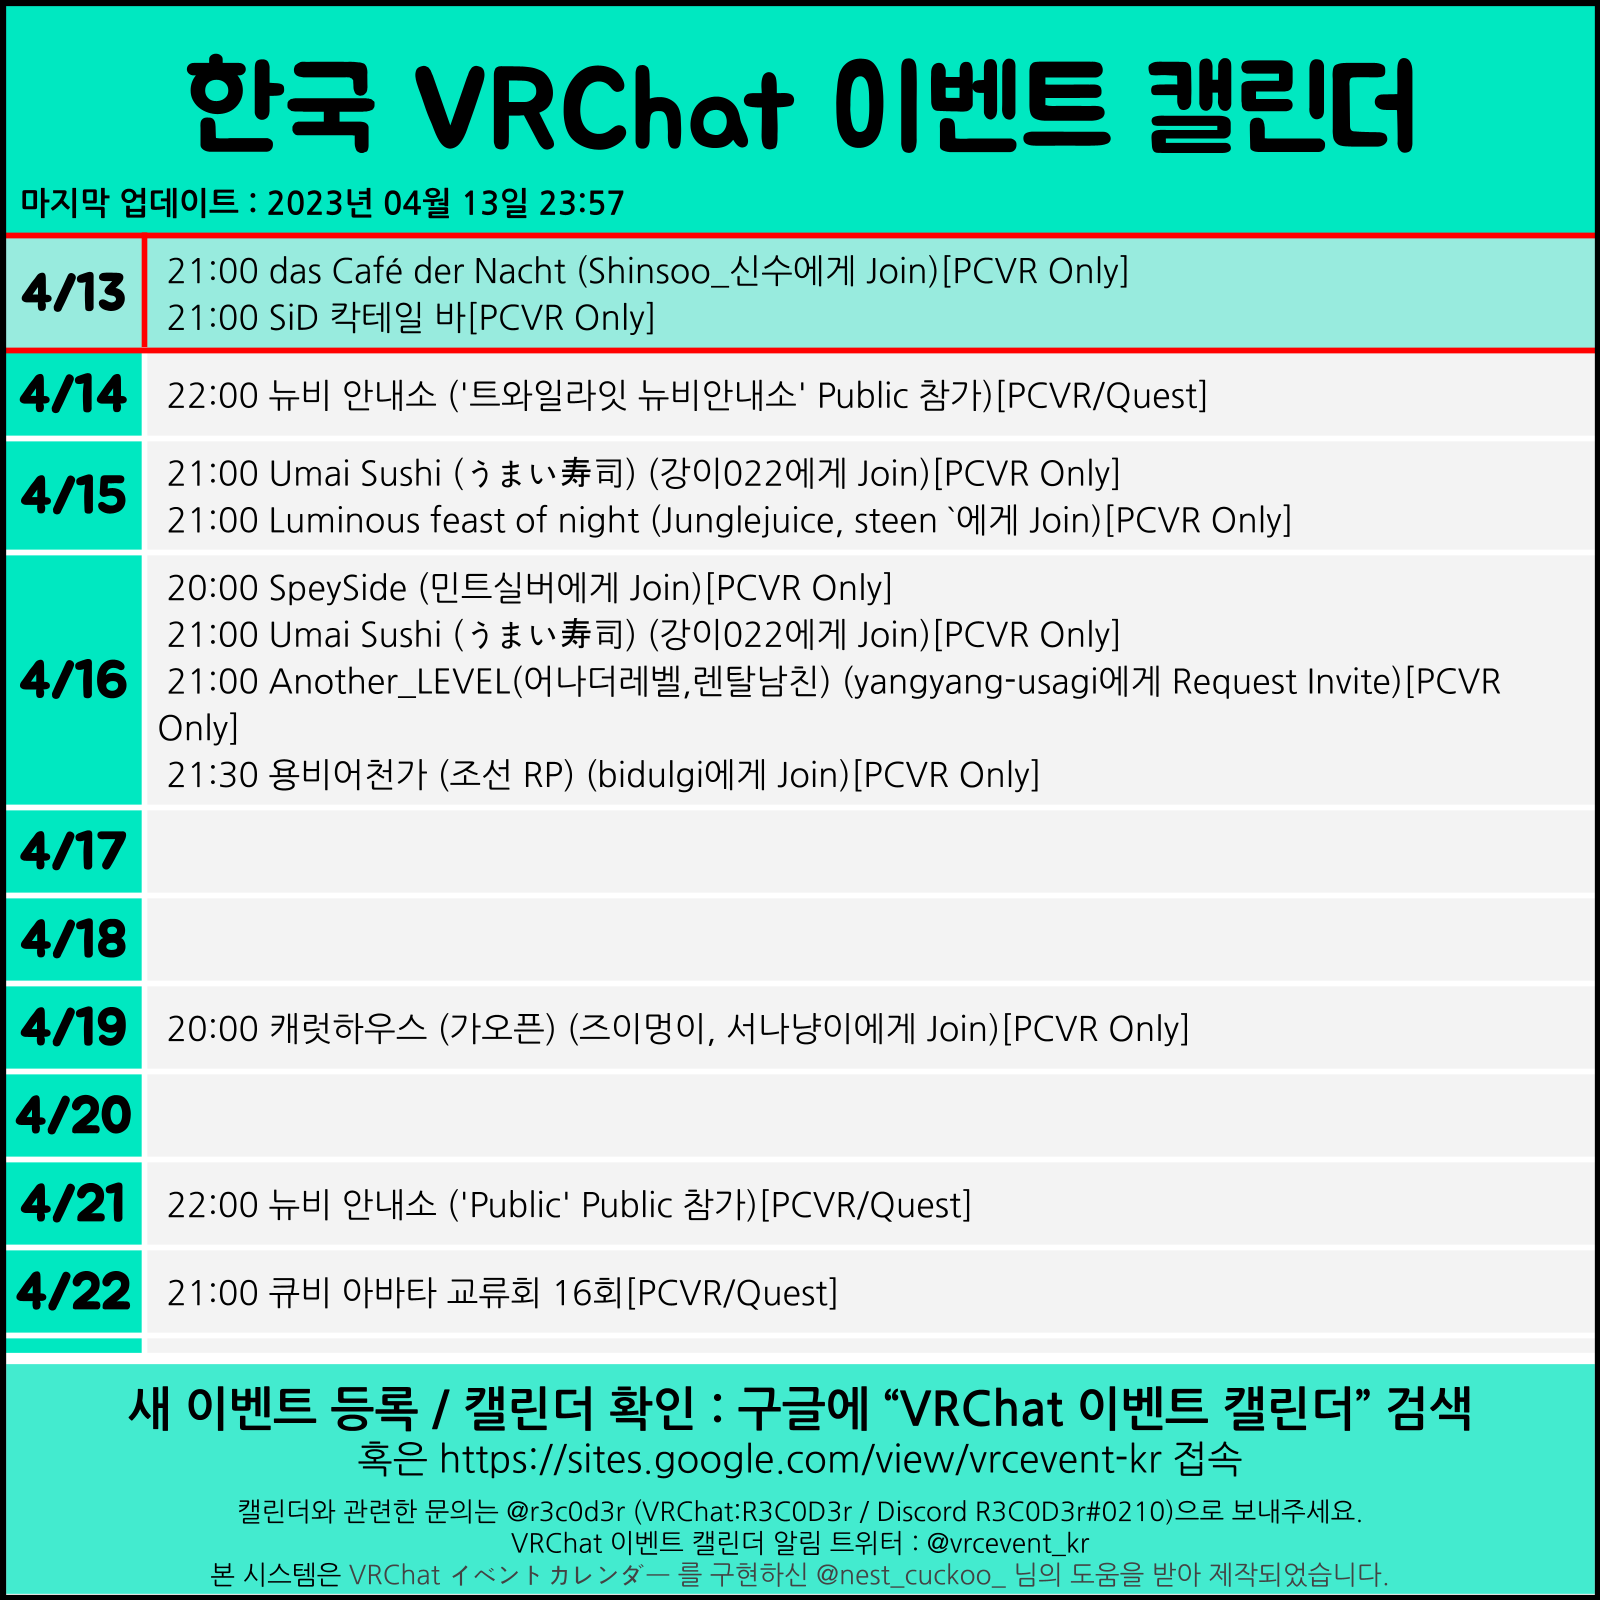 한국 VRChat 이벤트 캘린더
마지막 업데이트 : 2023년 04월 13일 23:57
4/13
21:00 das Café der Nacht (Shinsoo_신수에게 Join)[PCVR Only]
21:00 SiD 칵테일 바[PCVR Only]
4/14
22:00 뉴비 안내소 ('트와일라잇 뉴비안내소' Public 참가)[PCVR/Quest]
4/15
21:00 Umai Sushi (うまい寿司) (강이022에게 Join)[PCVR Only]
21:00 Luminous feast of night (Junglejuice, steen `에게 Join)[PCVR Only]
4/16
20:00 SpeySide (민트실버에게 Join)[PCVR Only]
21:00 Umai Sushi (うまい寿司) (강이022에게 Join)[PCVR Only]
21:00 Another_LEVEL(어나더레벨,렌탈남친) (yangyang-usagi에게 Request Invite)[PCVR
Only]
21:30 용비어천가 (조선 RP) (bidulgi에게 Join)[PCVR Only]
4/17
4/18
4/19
20:00 캐럿하우스 (가오픈) (즈이멍이, 서나냥이에게 Join)[PCVR Only]
4/20
4/21
22:00 뉴비 안내소 ('Public' Public 참가)[PCVR/Quest]
4/22
21:00 큐비 아바타 교류회 16회[PCVR/Quest]
새 이벤트 등록 / 캘린더 확인 : 구글에 “VRChat 이벤트 캘린더” 검색
혹은 https://sites.google.com/view/vrcevent-kr 접속
캘린더와 관련한 문의는 @r3c0d3r (VRChat:R3C0D3r / Discord R3C0D3r#0210)으로 보내주세요.
VRChat 이벤트 캘린더 알림 트위터 : @vrcevent_kr
본 시스템은 VRChat イベントカレンダー 를 구현하신 @nest_cuckoo_ 님의 도움을 받아 제작되었습니다.